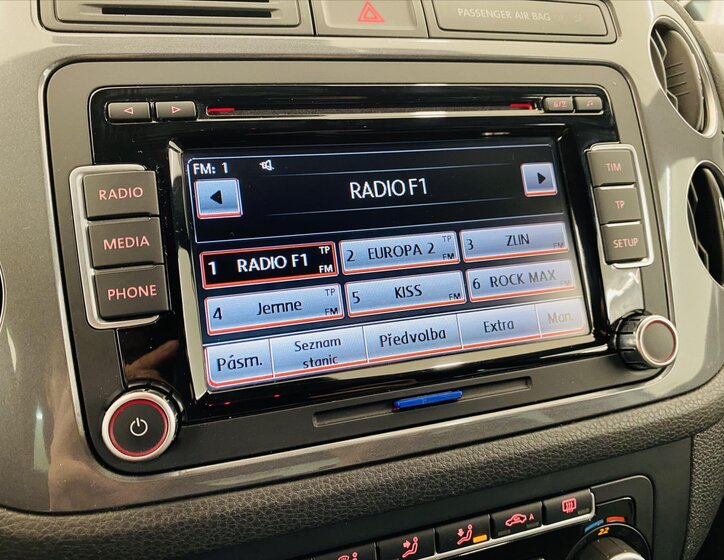 PASSENGER AIR BAG
FM: 1
RADIO F1
RADIO
MEDIA
PHONE
TIM
TP
SETUP
1 RADIO F1 TP FM
2 EUROPA 2 TP FM
3 ZLIN FM
4 Jemne TP FM
5 KISS FM
6 ROCK MAX FM
Pásm.
Seznam
stanic
Předvolba
Extra
Man.
A
22